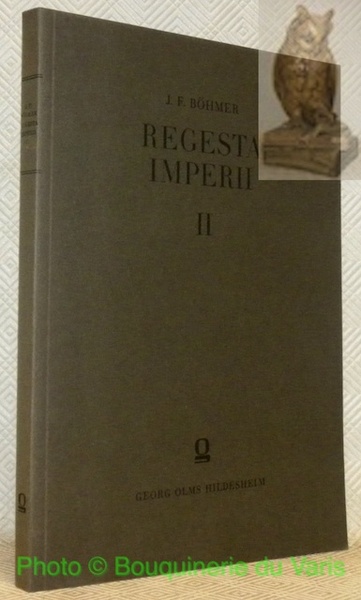 J. F. BÖHMER
REGESTA
IMPERII
II
GEORG OLMS HILDESHEIM
Photo © Bouquinerie du Varis